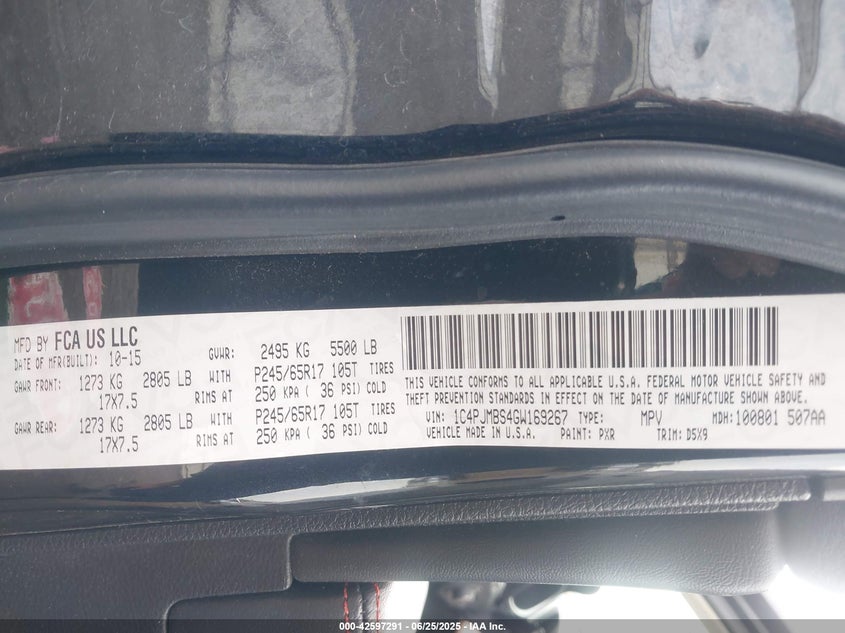 MFD BY FCA US LLC
DATE OF MFR(BUILT): 10-15
GVWR: 2495 KG 5500 LB
GAWR FRONT: 1273 KG 2805 LB WITH P245/65R17 105T TIRES
17X7.5 RIMS AT 250 KPA ( 36 PSI) COLD
GAWR REAR: 1273 KG 2805 LB WITH P245/65R17 105T TIRES
17X7.5 RIMS AT 250 KPA ( 36 PSI) COLD
THIS VEHICLE CONFORMS TO ALL APPLICABLE U.S.A. FEDERAL MOTOR VEHICLE SAFETY AND
THEFT PREVENTION STANDARDS IN EFFECT ON THE DATE OF MANUFACTURE SHOWN ABOVE.
VIN: 1C4PJMBS4GW169267 TYPE: MPV MDH:100801 507AA
VEHICLE MADE IN U.S.A. PAINT: PXR TRIM: D5X9
000-42597291 - 06/25/2025 - IAA Inc.